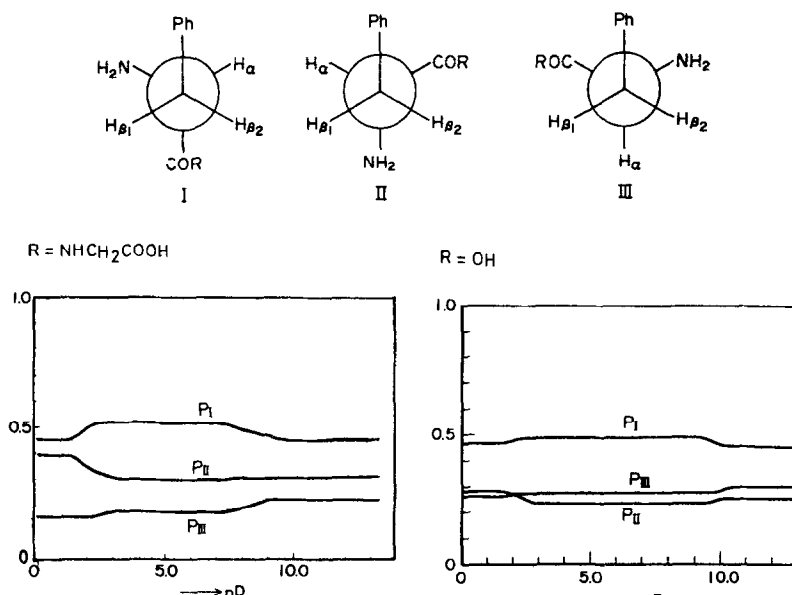 Ph
H₂N
Hα
Hβ₁
Hβ₂
COR
I
Ph
Hα
COR
Hβ₁
Hβ₂
NH₂
II
Ph
ROC
NH₂
Hβ₁
Hβ₂
Hα
III
R = NHCH₂COOH
1.0
0.5
0
PI
PII
PIII
0
5.0
10.0
→ pD
R = OH
1.0
0.5
0
PI
PIII
PII
0
5.0
10.0